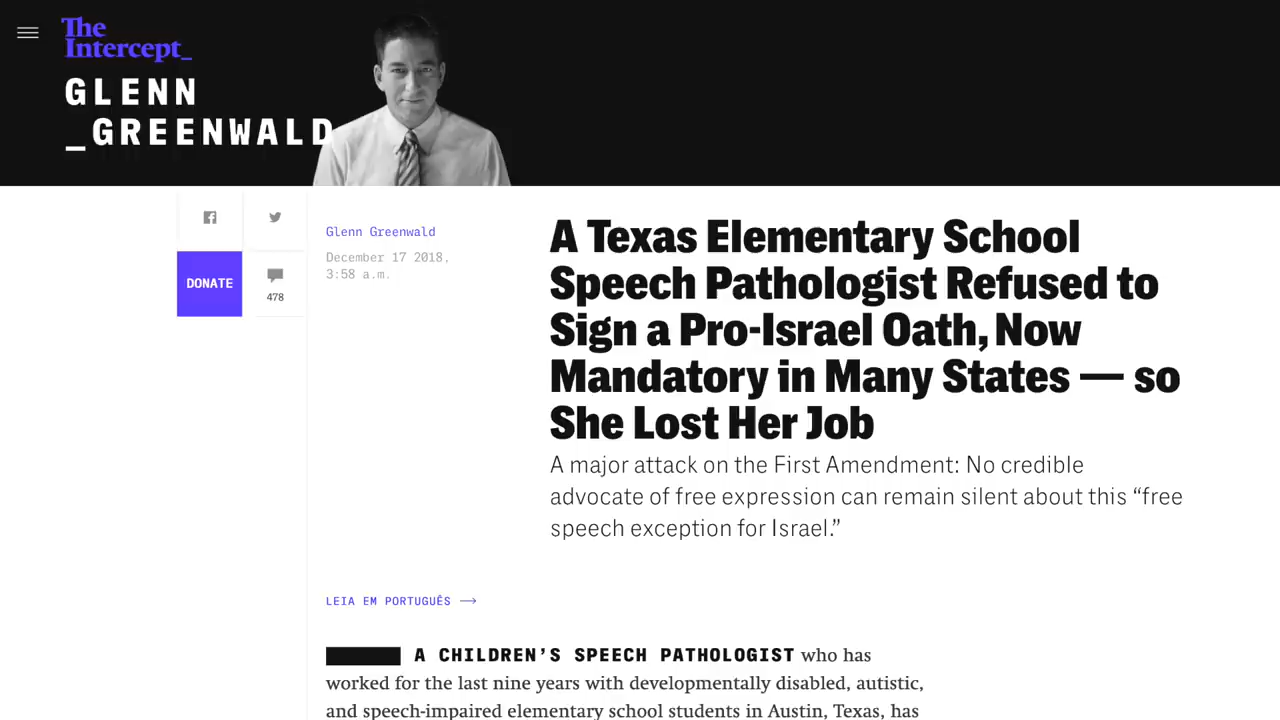 The
Intercept_
GLENN
_GREENWALD
DONATE
478
Glenn Greenwald
December 17 2018,
3:58 a.m.
A Texas Elementary School
Speech Pathologist Refused to
Sign a Pro-Israel Oath, Now
Mandatory in Many States — so
She Lost Her Job
A major attack on the First Amendment: No credible
advocate of free expression can remain silent about this “free
speech exception for Israel.”
LEIA EM PORTUGUÊS ⟶
A CHILDREN’S SPEECH PATHOLOGIST who has
worked for the last nine years with developmentally disabled, autistic,
and speech-impaired elementary school students in Austin, Texas, has